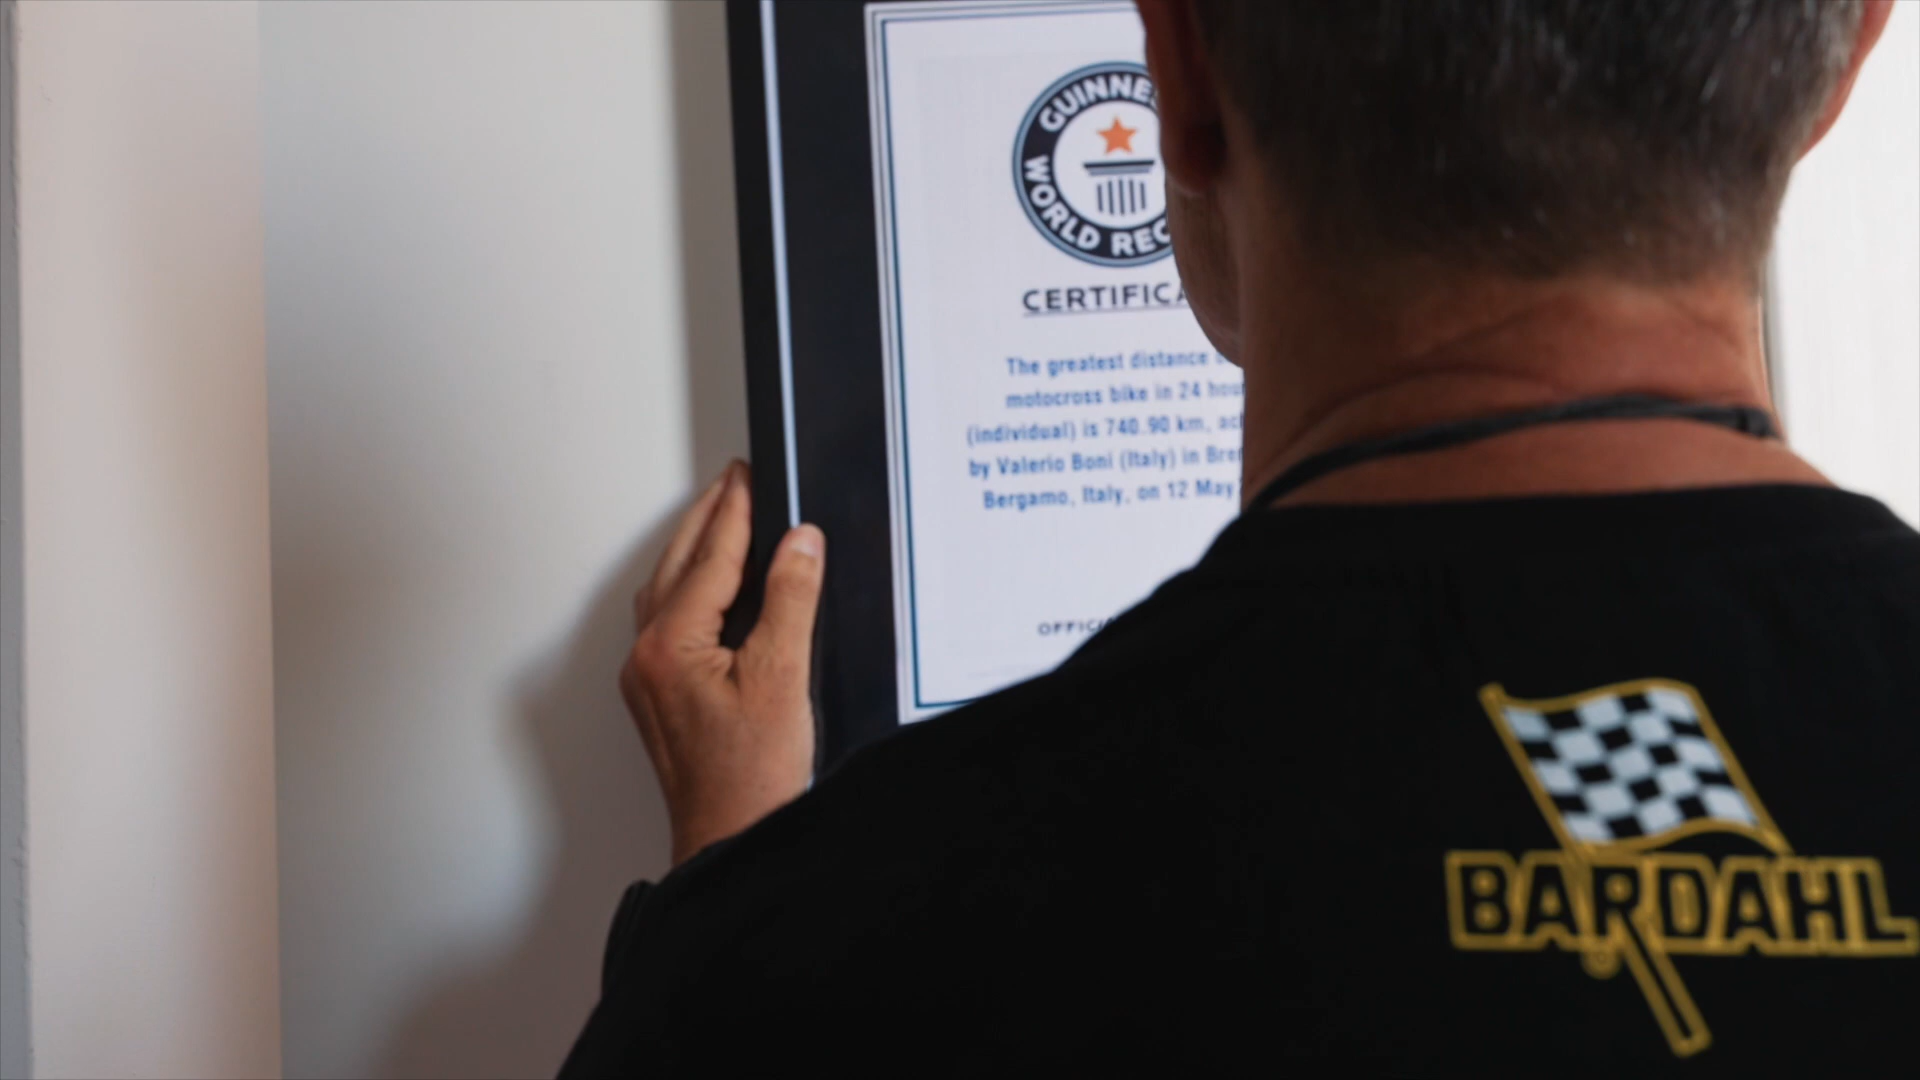 GUINNES
WORLD REC
CERTIFICA
The greatest distance
motocross bike in 24 hou
(individual) is 740.90 km, ac
by Valerio Boni (Italy) in Bre
Bergamo, Italy, on 12 May
OFFICI
BARDAHL